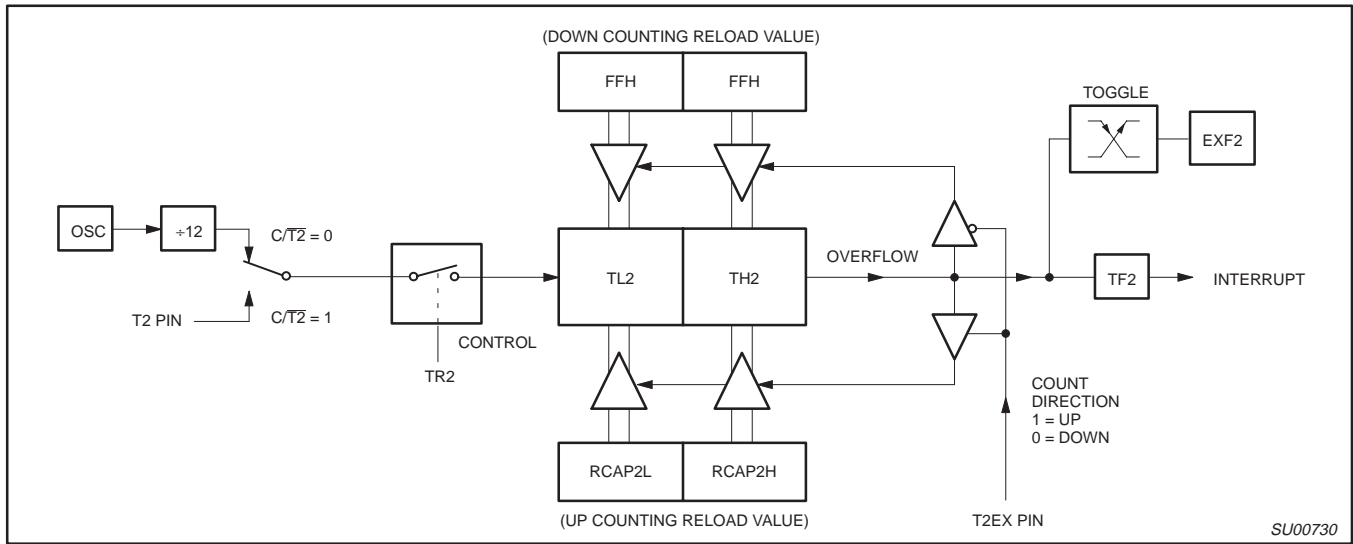 (DOWN COUNTING RELOAD VALUE)
FFH
FFH
TOGGLE
EXF2
OSC
÷12
C/T2̅ = 0
T2 PIN
C/T2̅ = 1
CONTROL
TR2
TL2
TH2
OVERFLOW
TF2
INTERRUPT
COUNT
DIRECTION
1 = UP
0 = DOWN
RCAP2L
RCAP2H
(UP COUNTING RELOAD VALUE)
T2EX PIN
SU00730